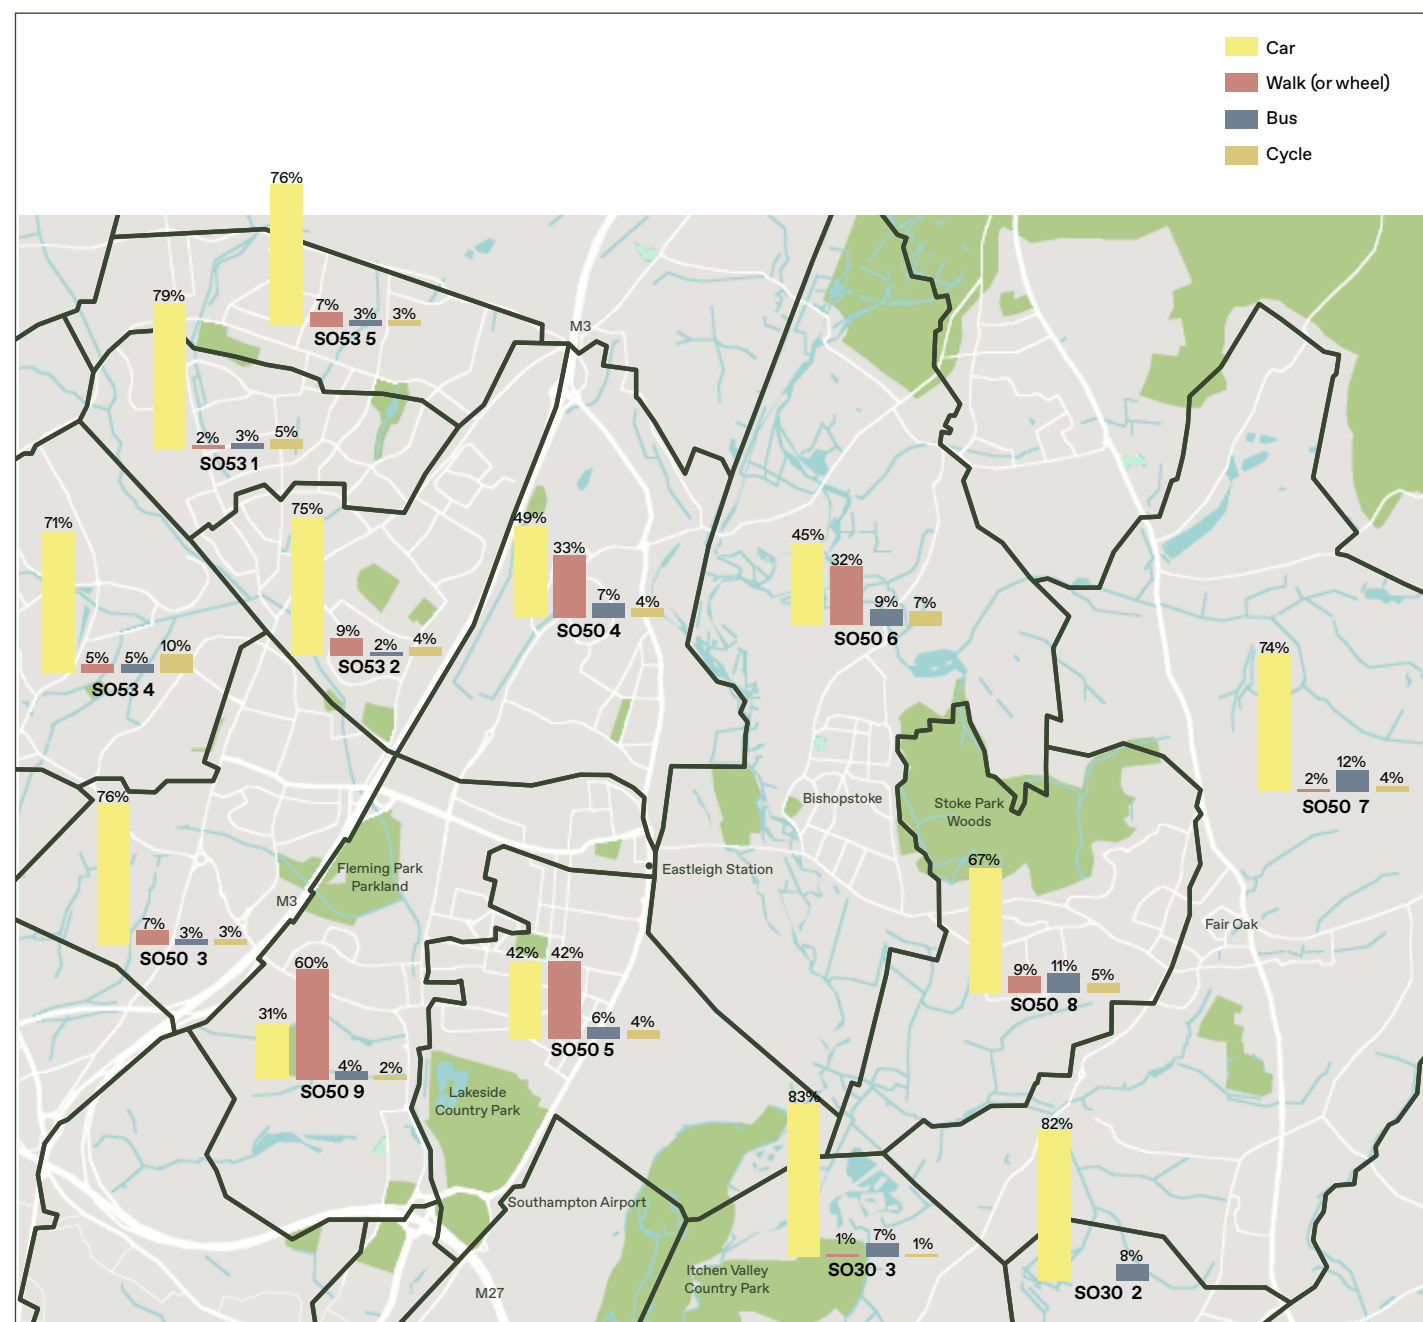 Car
Walk (or wheel)
Bus
Cycle
76%
7% 3% 3%
SO53 5
M3
79%
2% 3% 5%
SO53 1
71%
5% 5% 10%
SO53 4
75%
9% 2% 4%
SO53 2
49%
33%
7% 4%
SO50 4
45%
32%
9% 7%
SO50 6
74%
2% 12% 4%
SO50 7
76%
7% 3% 3%
SO50 3
Bishopstoke
Stoke Park
Woods
Fleming Park
Parkland
M3
Eastleigh Station
67%
9% 11% 5%
SO50 8
Fair Oak
31%
60%
4% 2%
SO50 9
42% 42%
6% 4%
SO50 5
Lakeside
Country Park
83%
1% 7% 1%
SO30 3
82%
8%
SO30 2
Southampton Airport
Itchen Valley
Country Park
M27